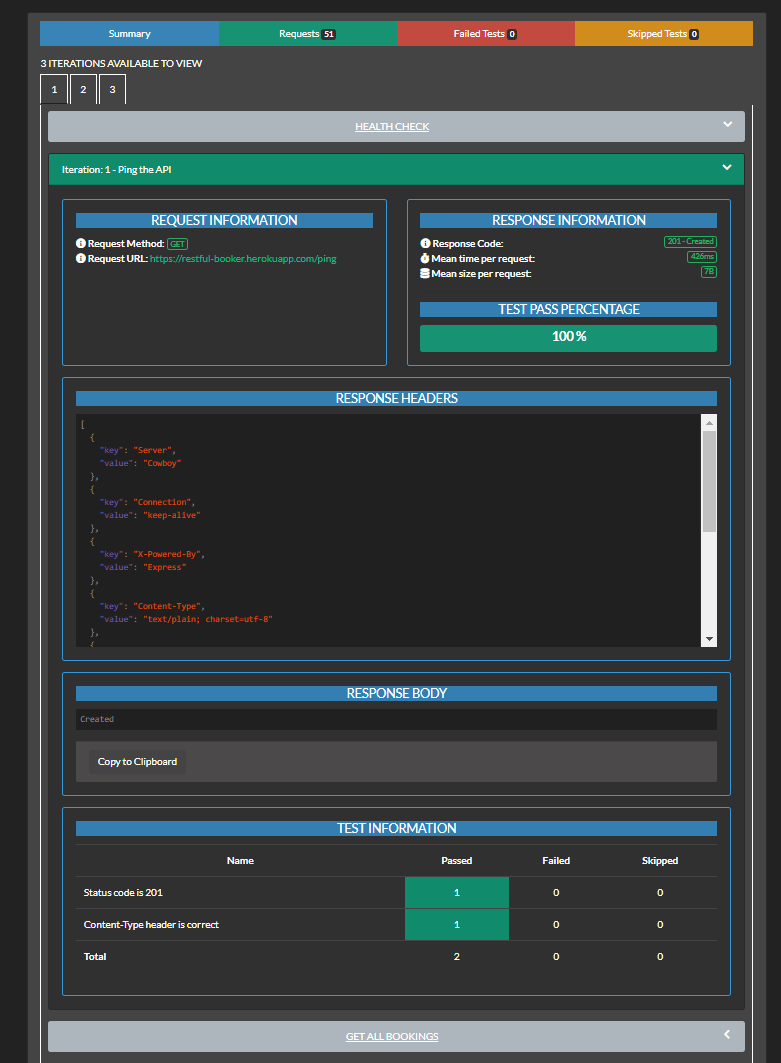 Summary
Requests 51
Failed Tests 0
Skipped Tests 0
3 ITERATIONS AVAILABLE TO VIEW
1 2 3
HEALTH CHECK
Iteration: 1 - Ping the API
REQUEST INFORMATION
Request Method: GET
Request URL: https://restful-booker.herokuapp.com/ping
RESPONSE INFORMATION
Response Code: 201 - Created
Mean time per request: 426ms
Mean size per request: 7B
TEST PASS PERCENTAGE
100 %
RESPONSE HEADERS
[
{
"key": "Server",
"value": "Cowboy"
},
{
"key": "Connection",
"value": "keep-alive"
},
{
"key": "X-Powered-By",
"value": "Express"
},
{
"key": "Content-Type",
"value": "text/plain; charset=utf-8"
},
{
RESPONSE BODY
Created
Copy to Clipboard
TEST INFORMATION
Name Passed Failed Skipped
Status code is 201 1 0 0
Content-Type header is correct 1 0 0
Total 2 0 0
GET ALL BOOKINGS